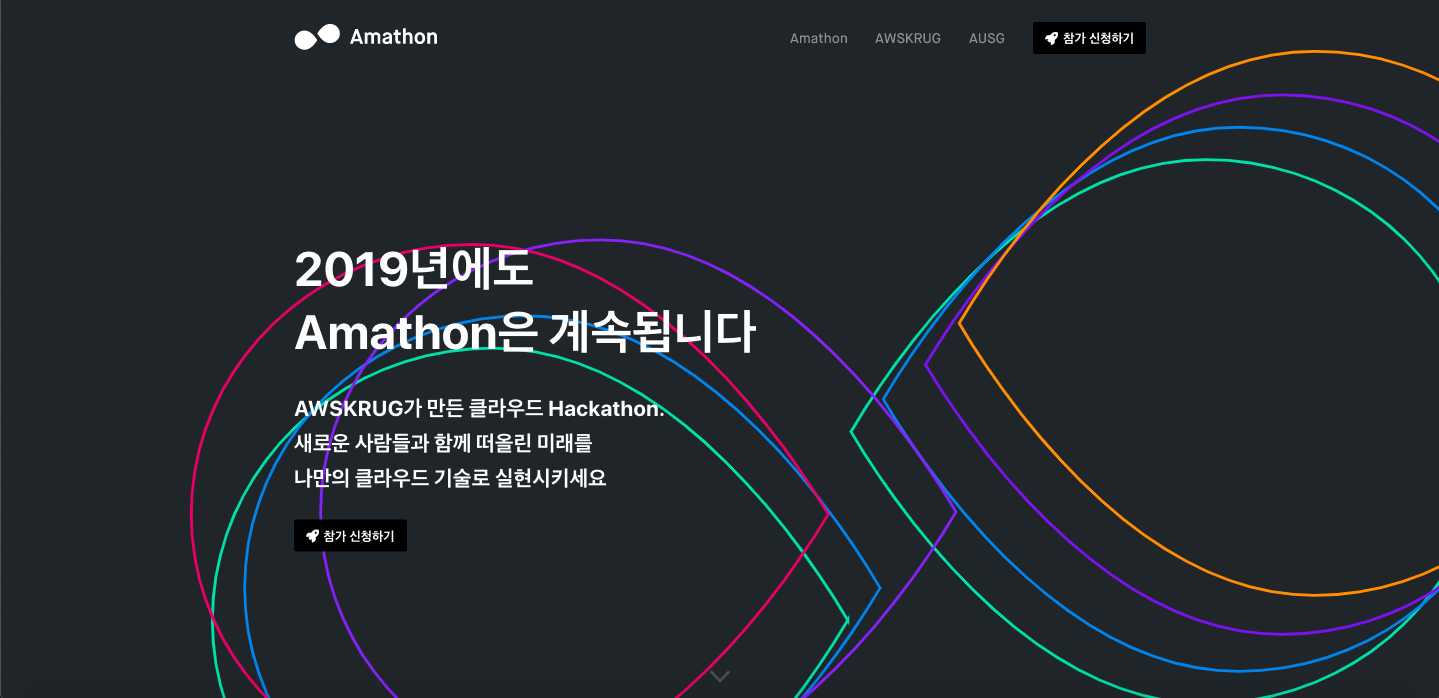 Amathon
Amathon AWSKRUG AUSG 참가 신청하기
2019년에도
Amathon은 계속됩니다
AWSKRUG가 만든 클라우드 Hackathon.
새로운 사람들과 함께 떠올린 미래를
나만의 클라우드 기술로 실현시키세요
참가 신청하기